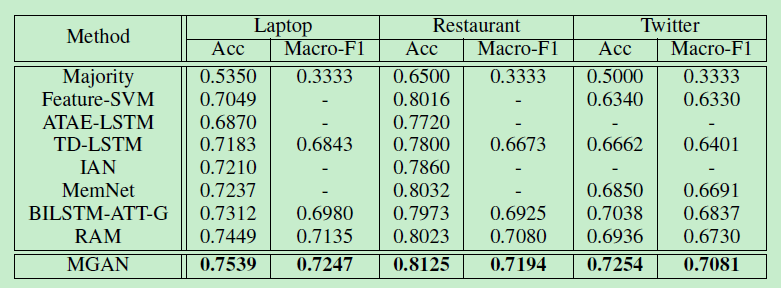 Method Laptop Restaurant Twitter
Acc Macro-F1 Acc Macro-F1 Acc Macro-F1
Majority 0.5350 0.3333 0.6500 0.3333 0.5000 0.3333
Feature-SVM 0.7049 - 0.8016 - 0.6340 0.6330
ATAE-LSTM 0.6870 - 0.7720 - - -
TD-LSTM 0.7183 0.6843 0.7800 0.6673 0.6662 0.6401
IAN 0.7210 - 0.7860 - - -
MemNet 0.7237 - 0.8032 - 0.6850 0.6691
BILSTM-ATT-G 0.7312 0.6980 0.7973 0.6925 0.7038 0.6837
RAM 0.7449 0.7135 0.8023 0.7080 0.6936 0.6730
MGAN 0.7539 0.7247 0.8125 0.7194 0.7254 0.7081